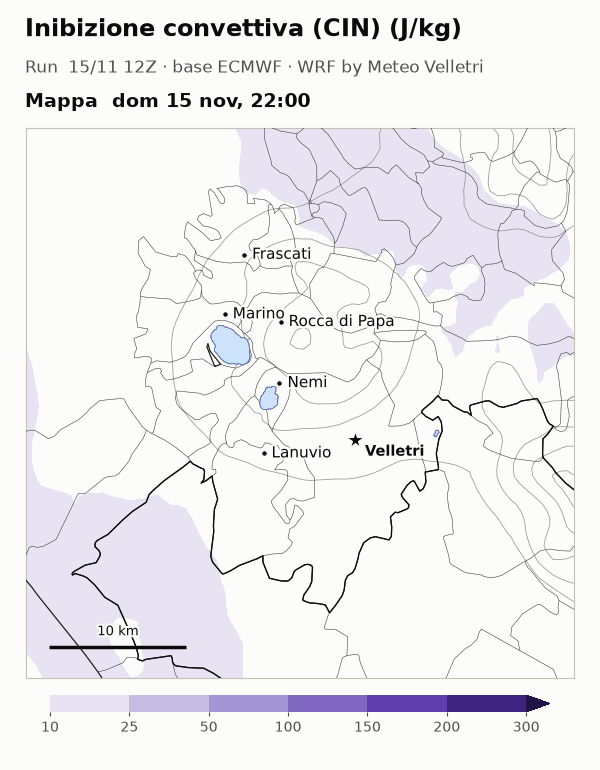 Inibizione convettiva (CIN) (J/kg)
Run  15/11 12Z · base ECMWF · WRF by Meteo Velletri
Mappa  dom 15 nov, 22:00
Frascati
Marino
Rocca di Papa
Nemi
Velletri
Lanuvio
10 km
10 25 50 100 150 200 300